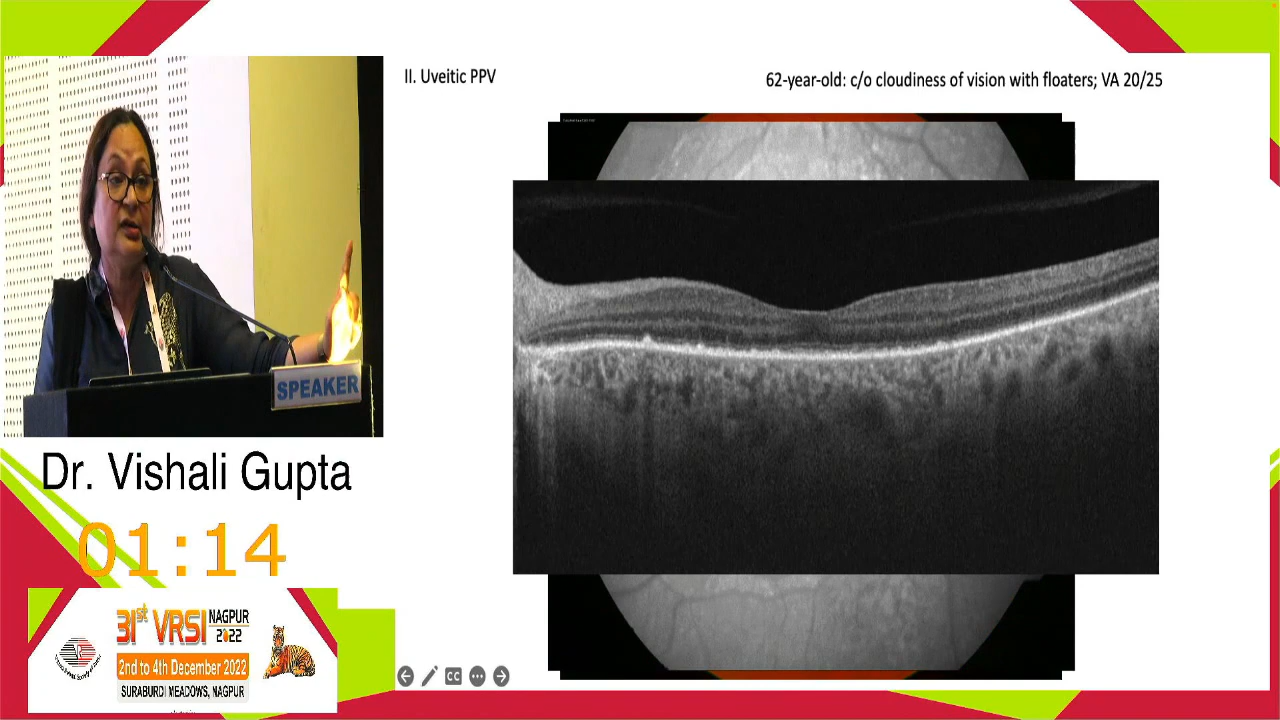 II. Uveitic PPV
62-year-old: c/o cloudiness of vision with floaters; VA 20/25
SPEAKER
Dr. Vishali Gupta
01:14
31st VRSI NAGPUR 2022
2nd to 4th December 2022
SURABURDI MEADOWS, NAGPUR
CC